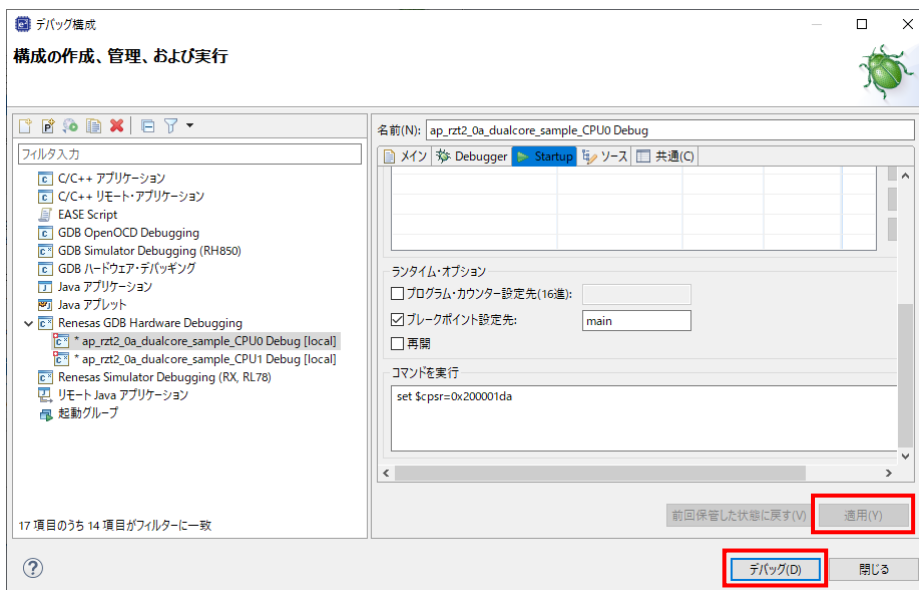 デバッグ構成
構成の作成、管理、および実行
フィルタ入力
C/C++ アプリケーション
C/C++ リモート・アプリケーション
EASE Script
GDB OpenOCD Debugging
GDB Simulator Debugging (RH850)
GDB ハードウェア・デバッギング
Java アプリケーション
Java アプレット
Renesas GDB Hardware Debugging
* ap_rzt2_0a_dualcore_sample_CPU0 Debug [local]
* ap_rzt2_0a_dualcore_sample_CPU1 Debug [local]
Renesas Simulator Debugging (RX, RL78)
リモート Java アプリケーション
起動グループ
17 項目のうち 14 項目がフィルターに一致
名前(N): ap_rzt2_0a_dualcore_sample_CPU0 Debug
メイン Debugger Startup ソース 共通(C)
ランタイム・オプション
プログラム・カウンター設定先(16進):
ブレークポイント設定先: main
再開
コマンドを実行
set $cpsr=0x200001da
前回保管した状態に戻す(V) 適用(Y)
デバッグ(D) 閉じる